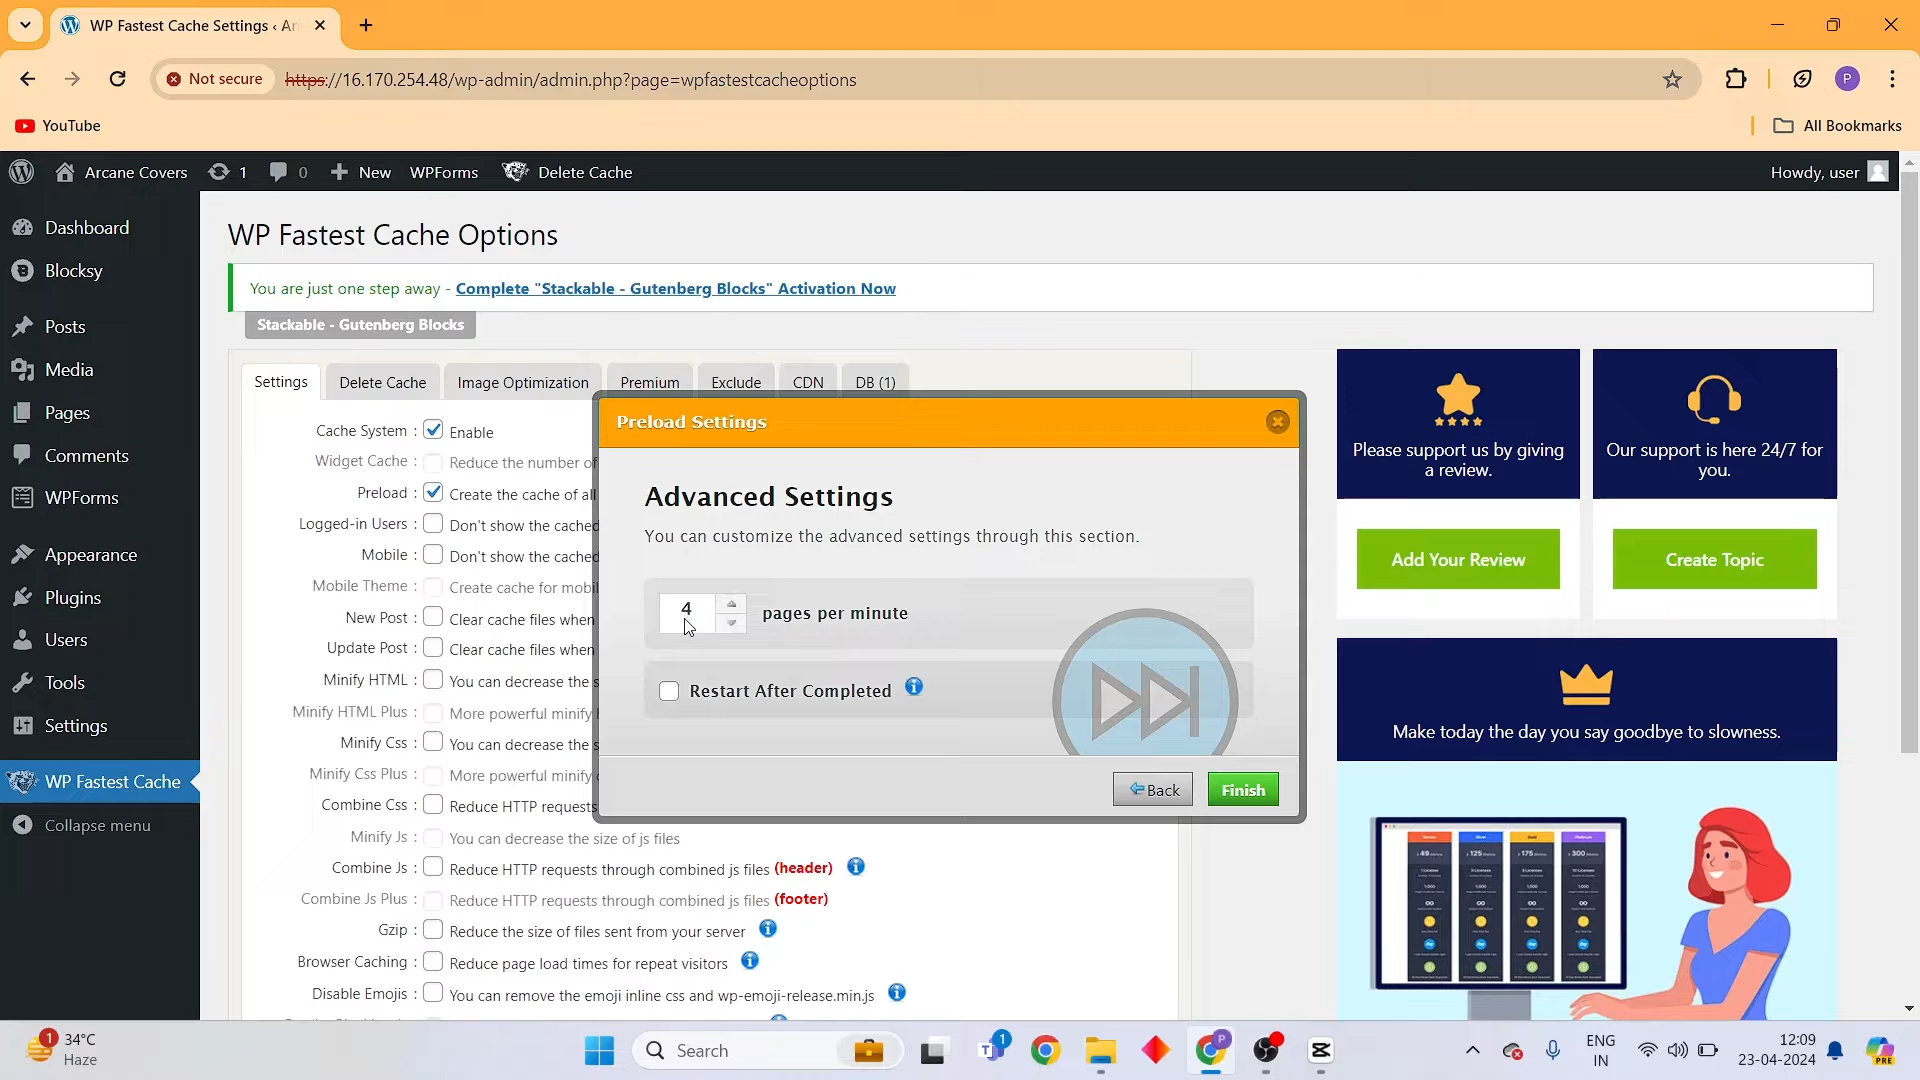 WP Fastest Cache Settings ‹ Ar
Not secure
https://16.170.254.48/wp-admin/admin.php?page=wpfastestcacheoptions
P
YouTube
All Bookmarks
Arcane Covers
1
0
New
WPForms
Delete Cache
Howdy, user
Dashboard
Blocksy
Posts
Media
Pages
Comments
WPForms
Appearance
Plugins
Users
Tools
Settings
WP Fastest Cache
Collapse menu
WP Fastest Cache Options
You are just one step away - Complete "Stackable - Gutenberg Blocks" Activation Now
Stackable - Gutenberg Blocks
Settings
Delete Cache
Image Optimization
Premium
Exclude
CDN
DB (1)
Cache System : Enable
Widget Cache : Reduce the number of
Preload : Create the cache of all
Logged-in Users : Don't show the cached
Mobile : Don't show the cached
Mobile Theme : Create cache for mobil
New Post : Clear cache files when
Update Post : Clear cache files when
Minify HTML : You can decrease the s
Minify HTML Plus : More powerful minify
Minify Css : You can decrease the s
Minify Css Plus : More powerful minify
Combine Css : Reduce HTTP requests
Minify Js : You can decrease the size of js files
Combine Js : Reduce HTTP requests through combined js files (header)
Combine Js Plus : Reduce HTTP requests through combined js files (footer)
Gzip : Reduce the size of files sent from your server
Browser Caching : Reduce page load times for repeat visitors
Disable Emojis : You can remove the emoji inline css and wp-emoji-release.min.js
Preload Settings
Advanced Settings
You can customize the advanced settings through this section.
4 pages per minute
Restart After Completed
Back
Finish
Please support us by giving
a review.
Add Your Review
Our support is here 24/7 for
you.
Create Topic
Make today the day you say goodbye to slowness.
$ 49
$ 125
$ 175
$ 300
1
34°C
Haze
Search
1
P
ENG
IN
12:09
23-04-2024
PRE